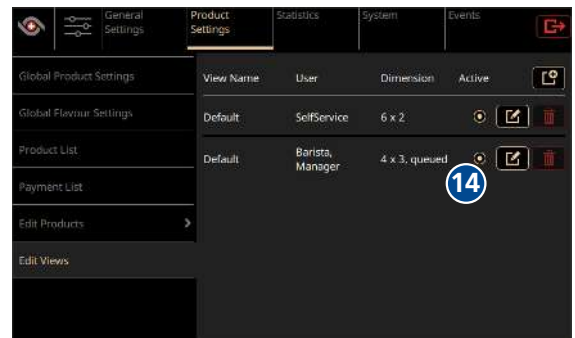 General
Settings
Product
Settings
Statistics
System
Events
Global Product Settings
Global Flavour Settings
Product List
Payment List
Edit Products
Edit Views
View Name User Dimension Active
Default SelfService 6 x 2
Default Barista,
Manager 4 x 3, queued
14